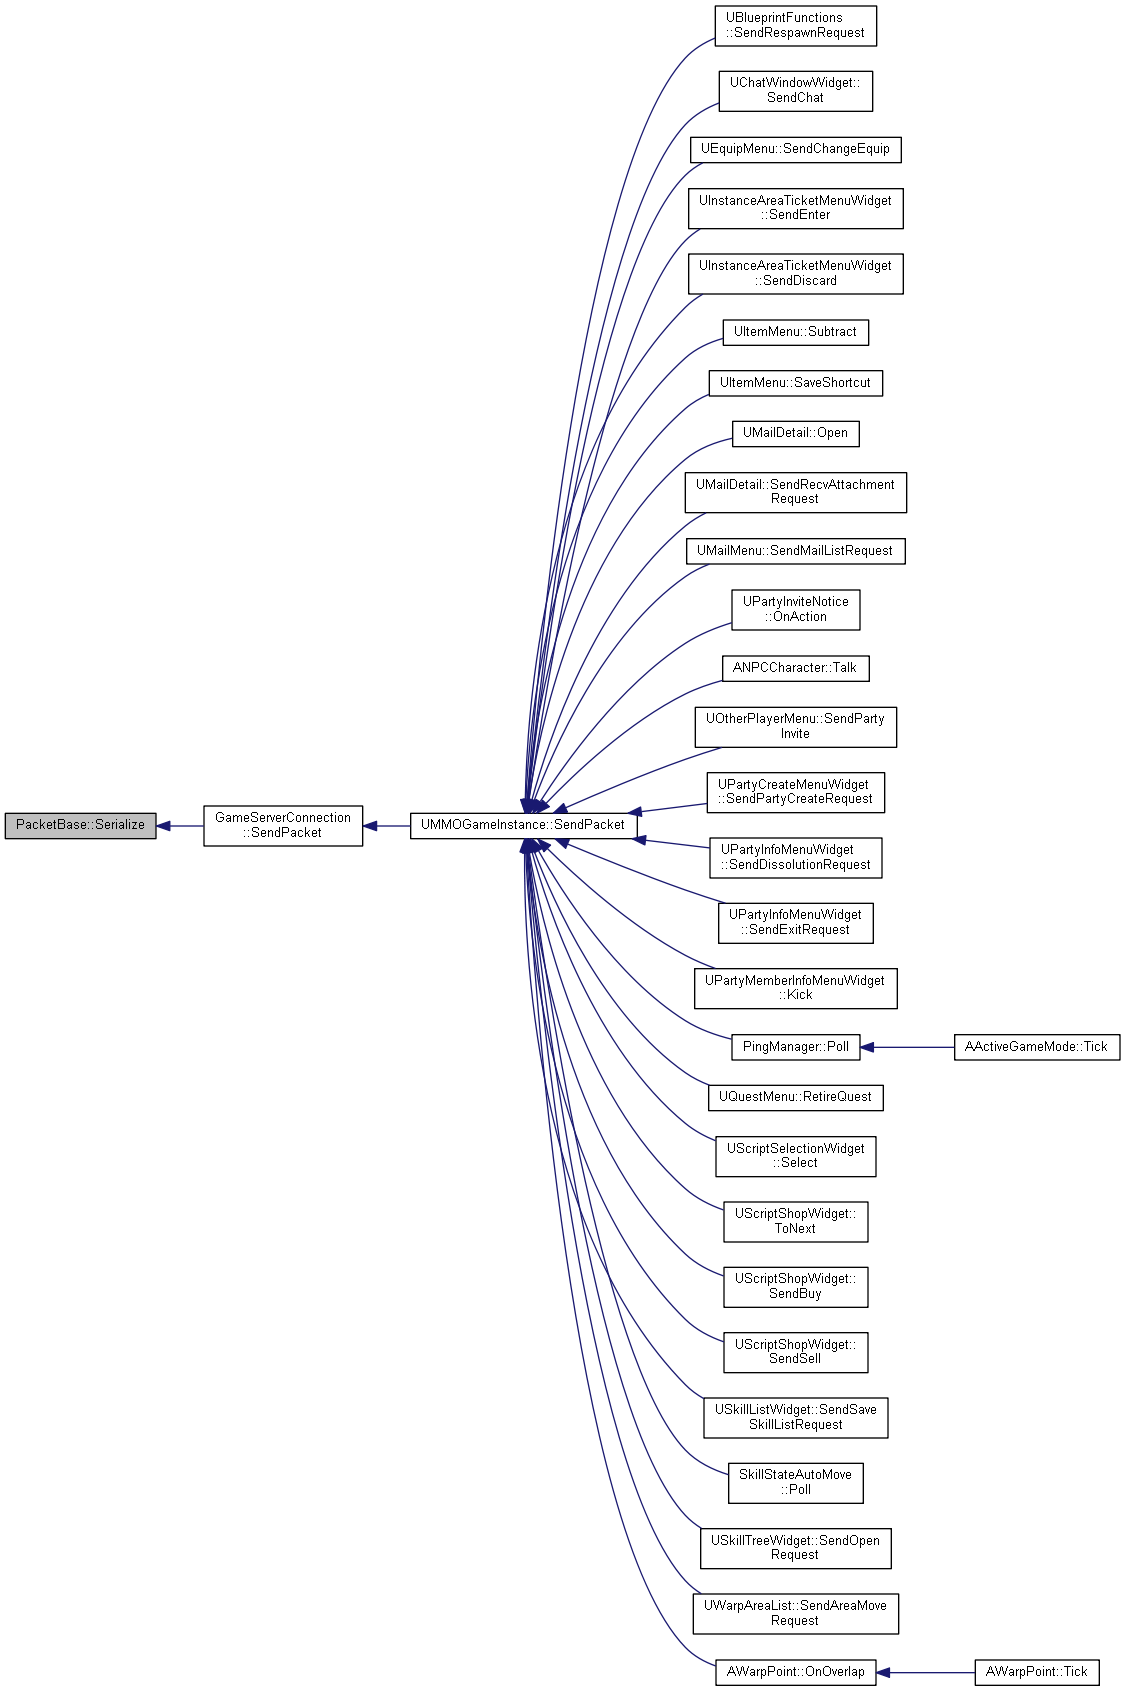 UBlueprintFunctions
::SendRespawnRequest
UChatWindowWidget::
SendChat
UEquipMenu::SendChangeEquip
UInstanceAreaTicketMenuWidget
::SendEnter
UInstanceAreaTicketMenuWidget
::SendDiscard
UItemMenu::Subtract
UItemMenu::SaveShortcut
UMailDetail::Open
UMailDetail::SendRecvAttachment
Request
UMailMenu::SendMailListRequest
UPartyInviteNotice
::OnAction
ANPCCharacter::Talk
UOtherPlayerMenu::SendParty
Invite
UPartyCreateMenuWidget
::SendPartyCreateRequest
PacketBase::Serialize
GameServerConnection
::SendPacket
UMMOGameInstance::SendPacket
UPartyInfoMenuWidget
::SendDissolutionRequest
UPartyInfoMenuWidget
::SendExitRequest
UPartyMemberInfoMenuWidget
::Kick
PingManager::Poll
AActiveGameMode::Tick
UQuestMenu::RetireQuest
UScriptSelectionWidget
::Select
UScriptShopWidget::
ToNext
UScriptShopWidget::
SendBuy
UScriptShopWidget::
SendSell
USkillListWidget::SendSave
SkillListRequest
SkillStateAutoMove
::Poll
USkillTreeWidget::SendOpen
Request
UWarpAreaList::SendAreaMove
Request
AWarpPoint::OnOverlap
AWarpPoint::Tick